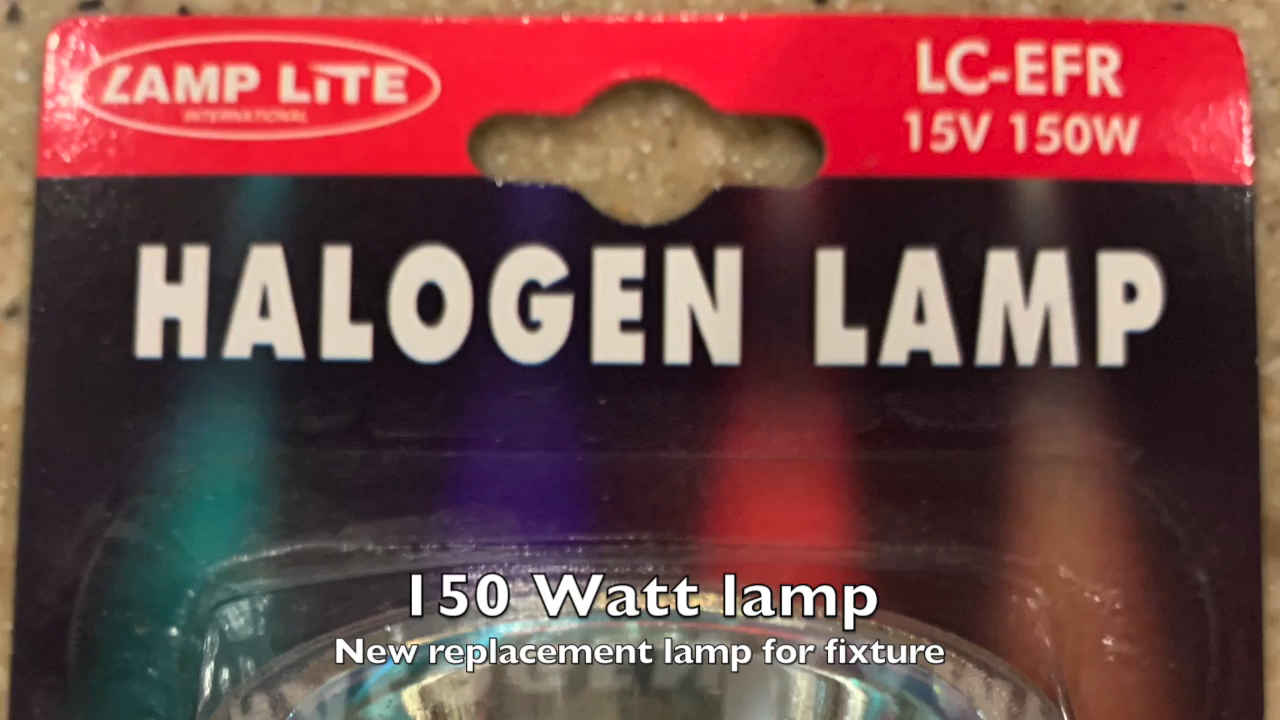 LAMP LiTE
INTERNATIONAL
LC-EFR
15V 150W
HALOGEN LAMP
150 Watt lamp
New replacement lamp for fixture